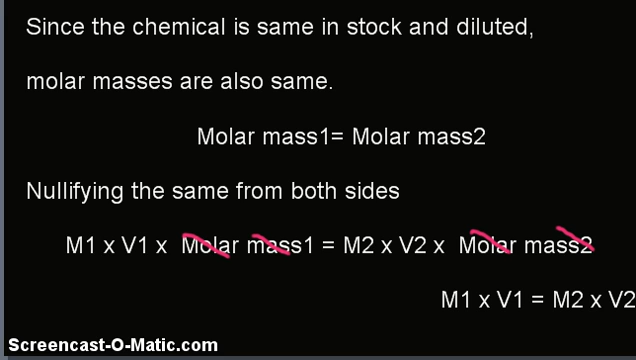 Since the chemical is same in stock and diluted,
molar masses are also same.
Molar mass1= Molar mass2
Nullifying the same from both sides
M1 x V1 x Molar mass1 = M2 x V2 x Molar mass2
M1 x V1 = M2 x V2
Screencast-O-Matic.com